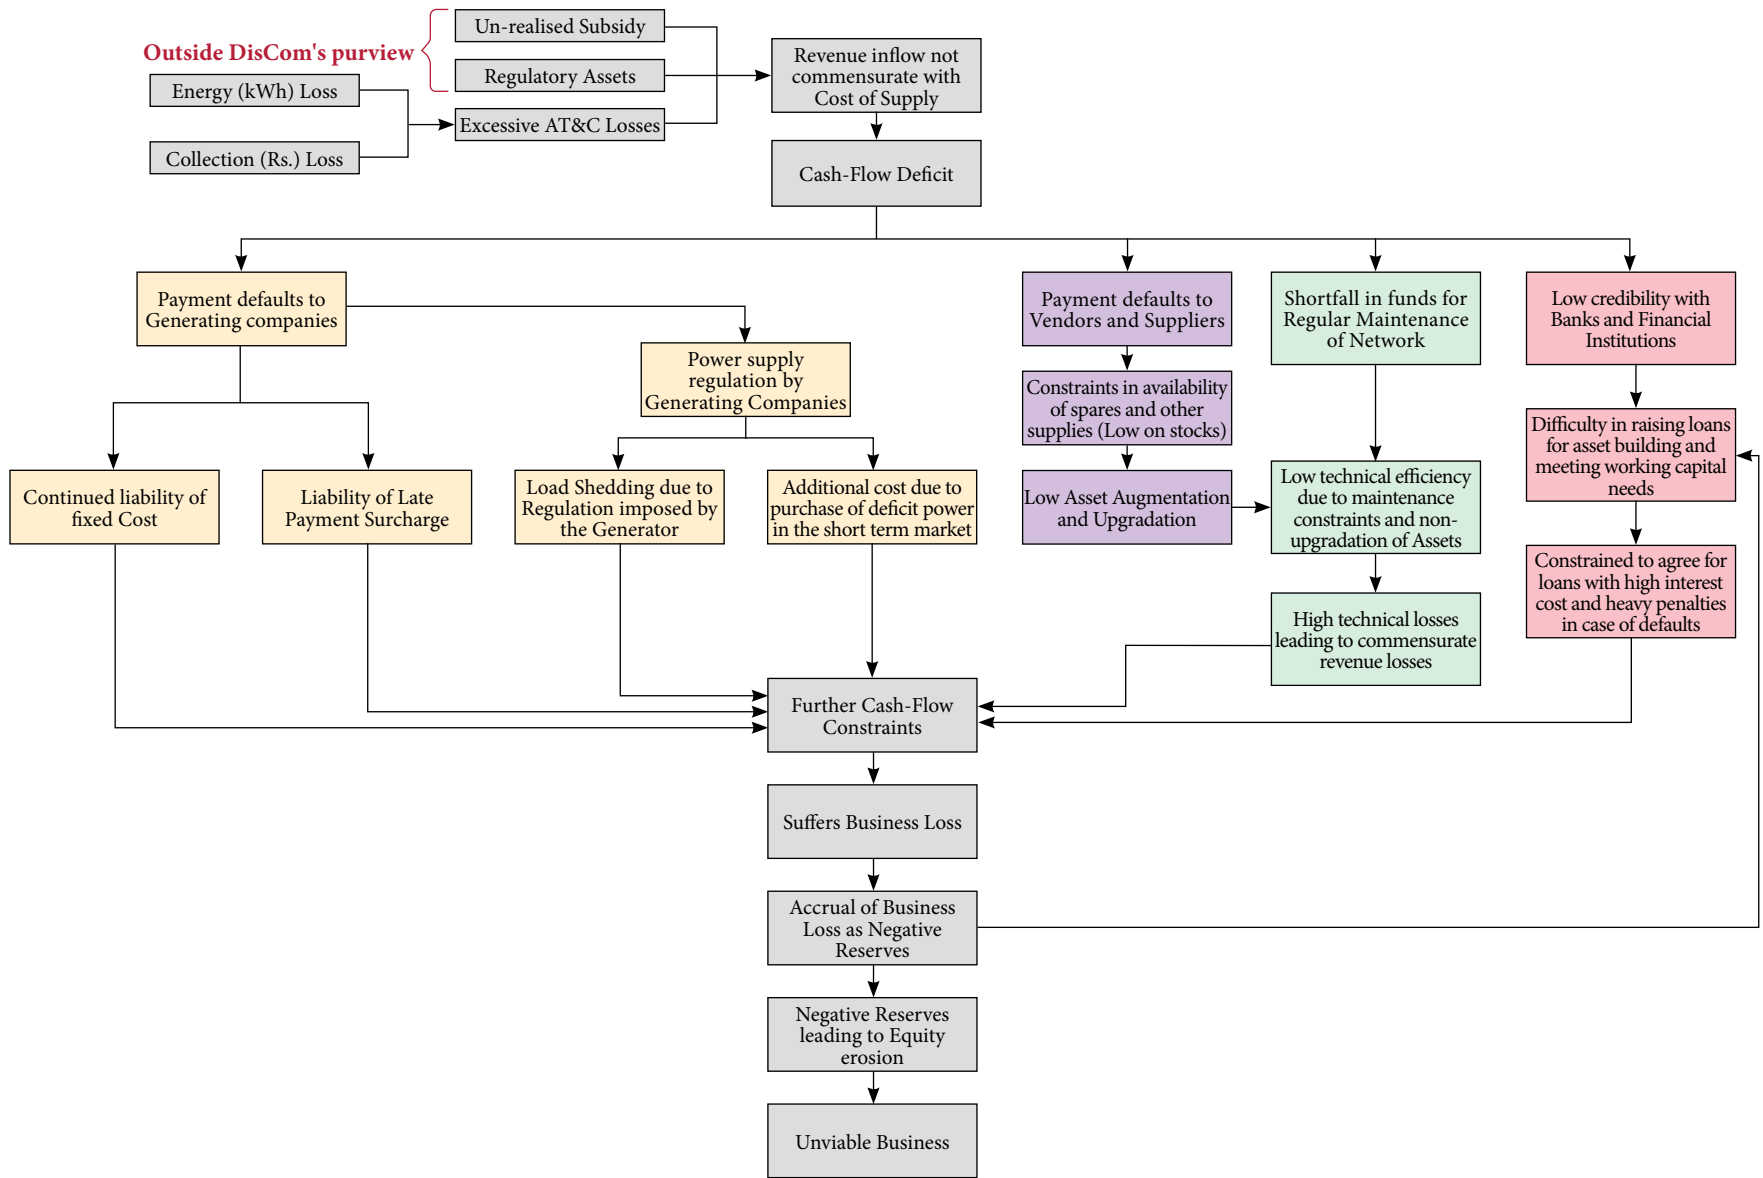 Un-realised Subsidy
Outside DisCom's purview
Regulatory Assets
Energy (kWh) Loss
Excessive AT&C Losses
Collection (Rs.) Loss
Revenue inflow not
commensurate with
Cost of Supply
Cash-Flow Deficit
Payment defaults to
Generating companies
Power supply
regulation by
Generating Companies
Continued liability of
fixed Cost
Liability of Late
Payment Surcharge
Load Shedding due to
Regulation imposed by
the Generator
Additional cost due to
purchase of deficit power
in the short term market
Payment defaults to
Vendors and Suppliers
Constraints in availability
of spares and other
supplies (Low on stocks)
Low Asset Augmentation
and Upgradation
Shortfall in funds for
Regular Maintenance
of Network
Low technical efficiency
due to maintenance
constraints and non-
upgradation of Assets
High technical losses
leading to commensurate
revenue losses
Low credibility with
Banks and Financial
Institutions
Difficulty in raising loans
for asset building and
meeting working capital
needs
Constrained to agree for
loans with high interest
cost and heavy penalties
in case of defaults
Further Cash-Flow
Constraints
Suffers Business Loss
Accrual of Business
Loss as Negative
Reserves
Negative Reserves
leading to Equity
erosion
Unviable Business